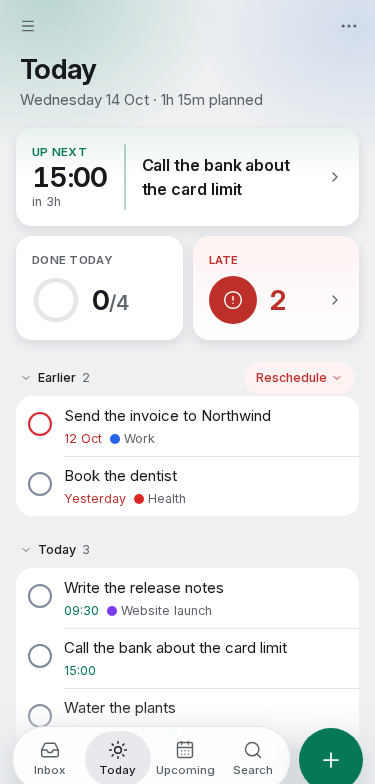 Today
Wednesday 14 Oct · 1h 15m planned
UP NEXT
15:00
in 3h
Call the bank about
the card limit
DONE TODAY
0/4
LATE
2
Earlier 2
Reschedule
Send the invoice to Northwind
12 Oct Work
Book the dentist
Yesterday Health
Today 3
Write the release notes
09:30 Website launch
Call the bank about the card limit
15:00
Water the plants
Inbox
Today
Upcoming
Search